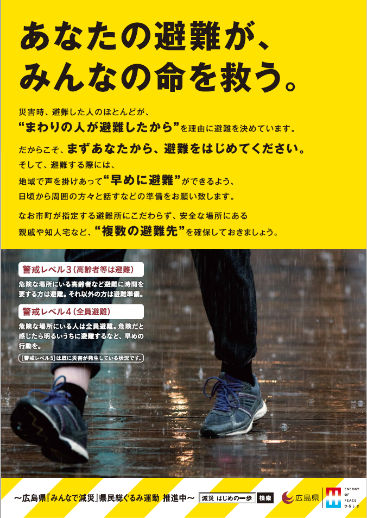 あなたの避難が、
みんなの命を救う。
災害時、避難した人のほとんどが、
“まわりの人が避難したから”を理由に避難を決めています。
だからこそ、まずあなたから、避難をはじめてください。
そして、避難する際には、
地域で声を掛けあって“早めに避難”ができるよう、
日頃から周囲の方々と話すなどの準備をお願い致します。
なお市町が指定する避難所にこだわらず、安全な場所にある
親戚や知人宅など、“複数の避難先”を確保しておきましょう。
警戒レベル3(高齢者等は避難)
危険な場所にいる高齢者など避難に時間を
要する方は避難。それ以外の方は避難準備。
警戒レベル4(全員避難)
危険な場所にいる人は全員避難。危険だと
感じたら明るいうちに避難するなど、早めの
行動を。
[警戒レベル5]は既に災害が発生している状況です。
〜広島県「みんなで減災」県民総ぐるみ運動 推進中〜 減災 はじめの一歩 検索 広島県